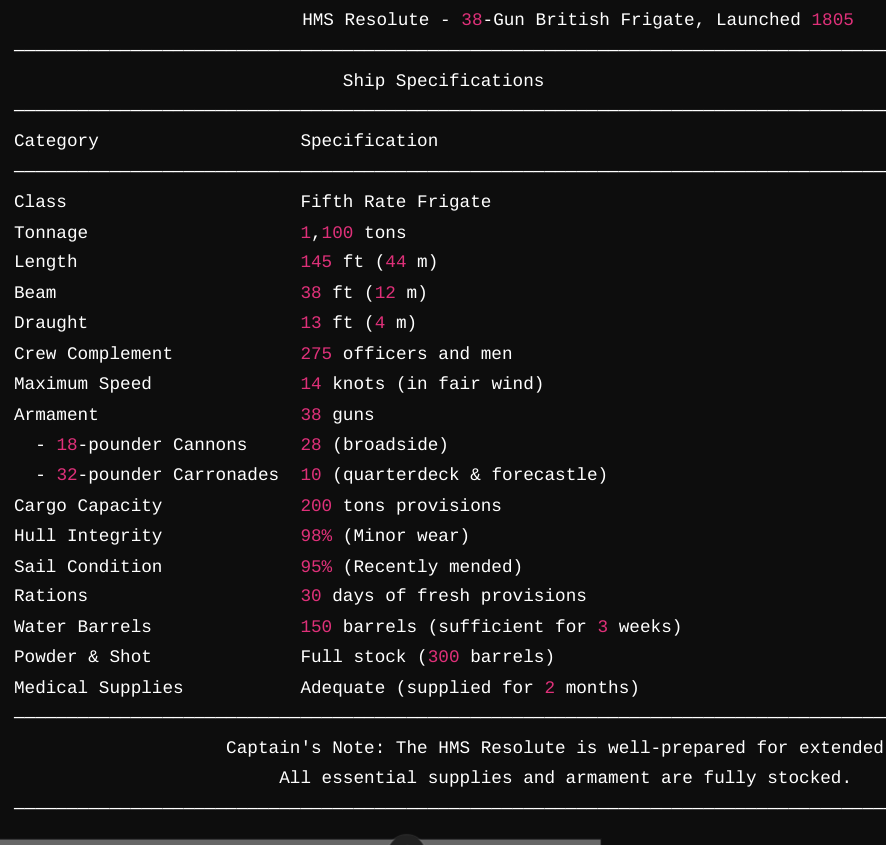 HMS Resolute - 38-Gun British Frigate, Launched 1805
Ship Specifications
Category Specification
Class Fifth Rate Frigate
Tonnage 1,100 tons
Length 145 ft (44 m)
Beam 38 ft (12 m)
Draught 13 ft (4 m)
Crew Complement 275 officers and men
Maximum Speed 14 knots (in fair wind)
Armament 38 guns
- 18-pounder Cannons 28 (broadside)
- 32-pounder Carronades 10 (quarterdeck & forecastle)
Cargo Capacity 200 tons provisions
Hull Integrity 98% (Minor wear)
Sail Condition 95% (Recently mended)
Rations 30 days of fresh provisions
Water Barrels 150 barrels (sufficient for 3 weeks)
Powder & Shot Full stock (300 barrels)
Medical Supplies Adequate (supplied for 2 months)
Captain's Note: The HMS Resolute is well-prepared for extended
All essential supplies and armament are fully stocked.